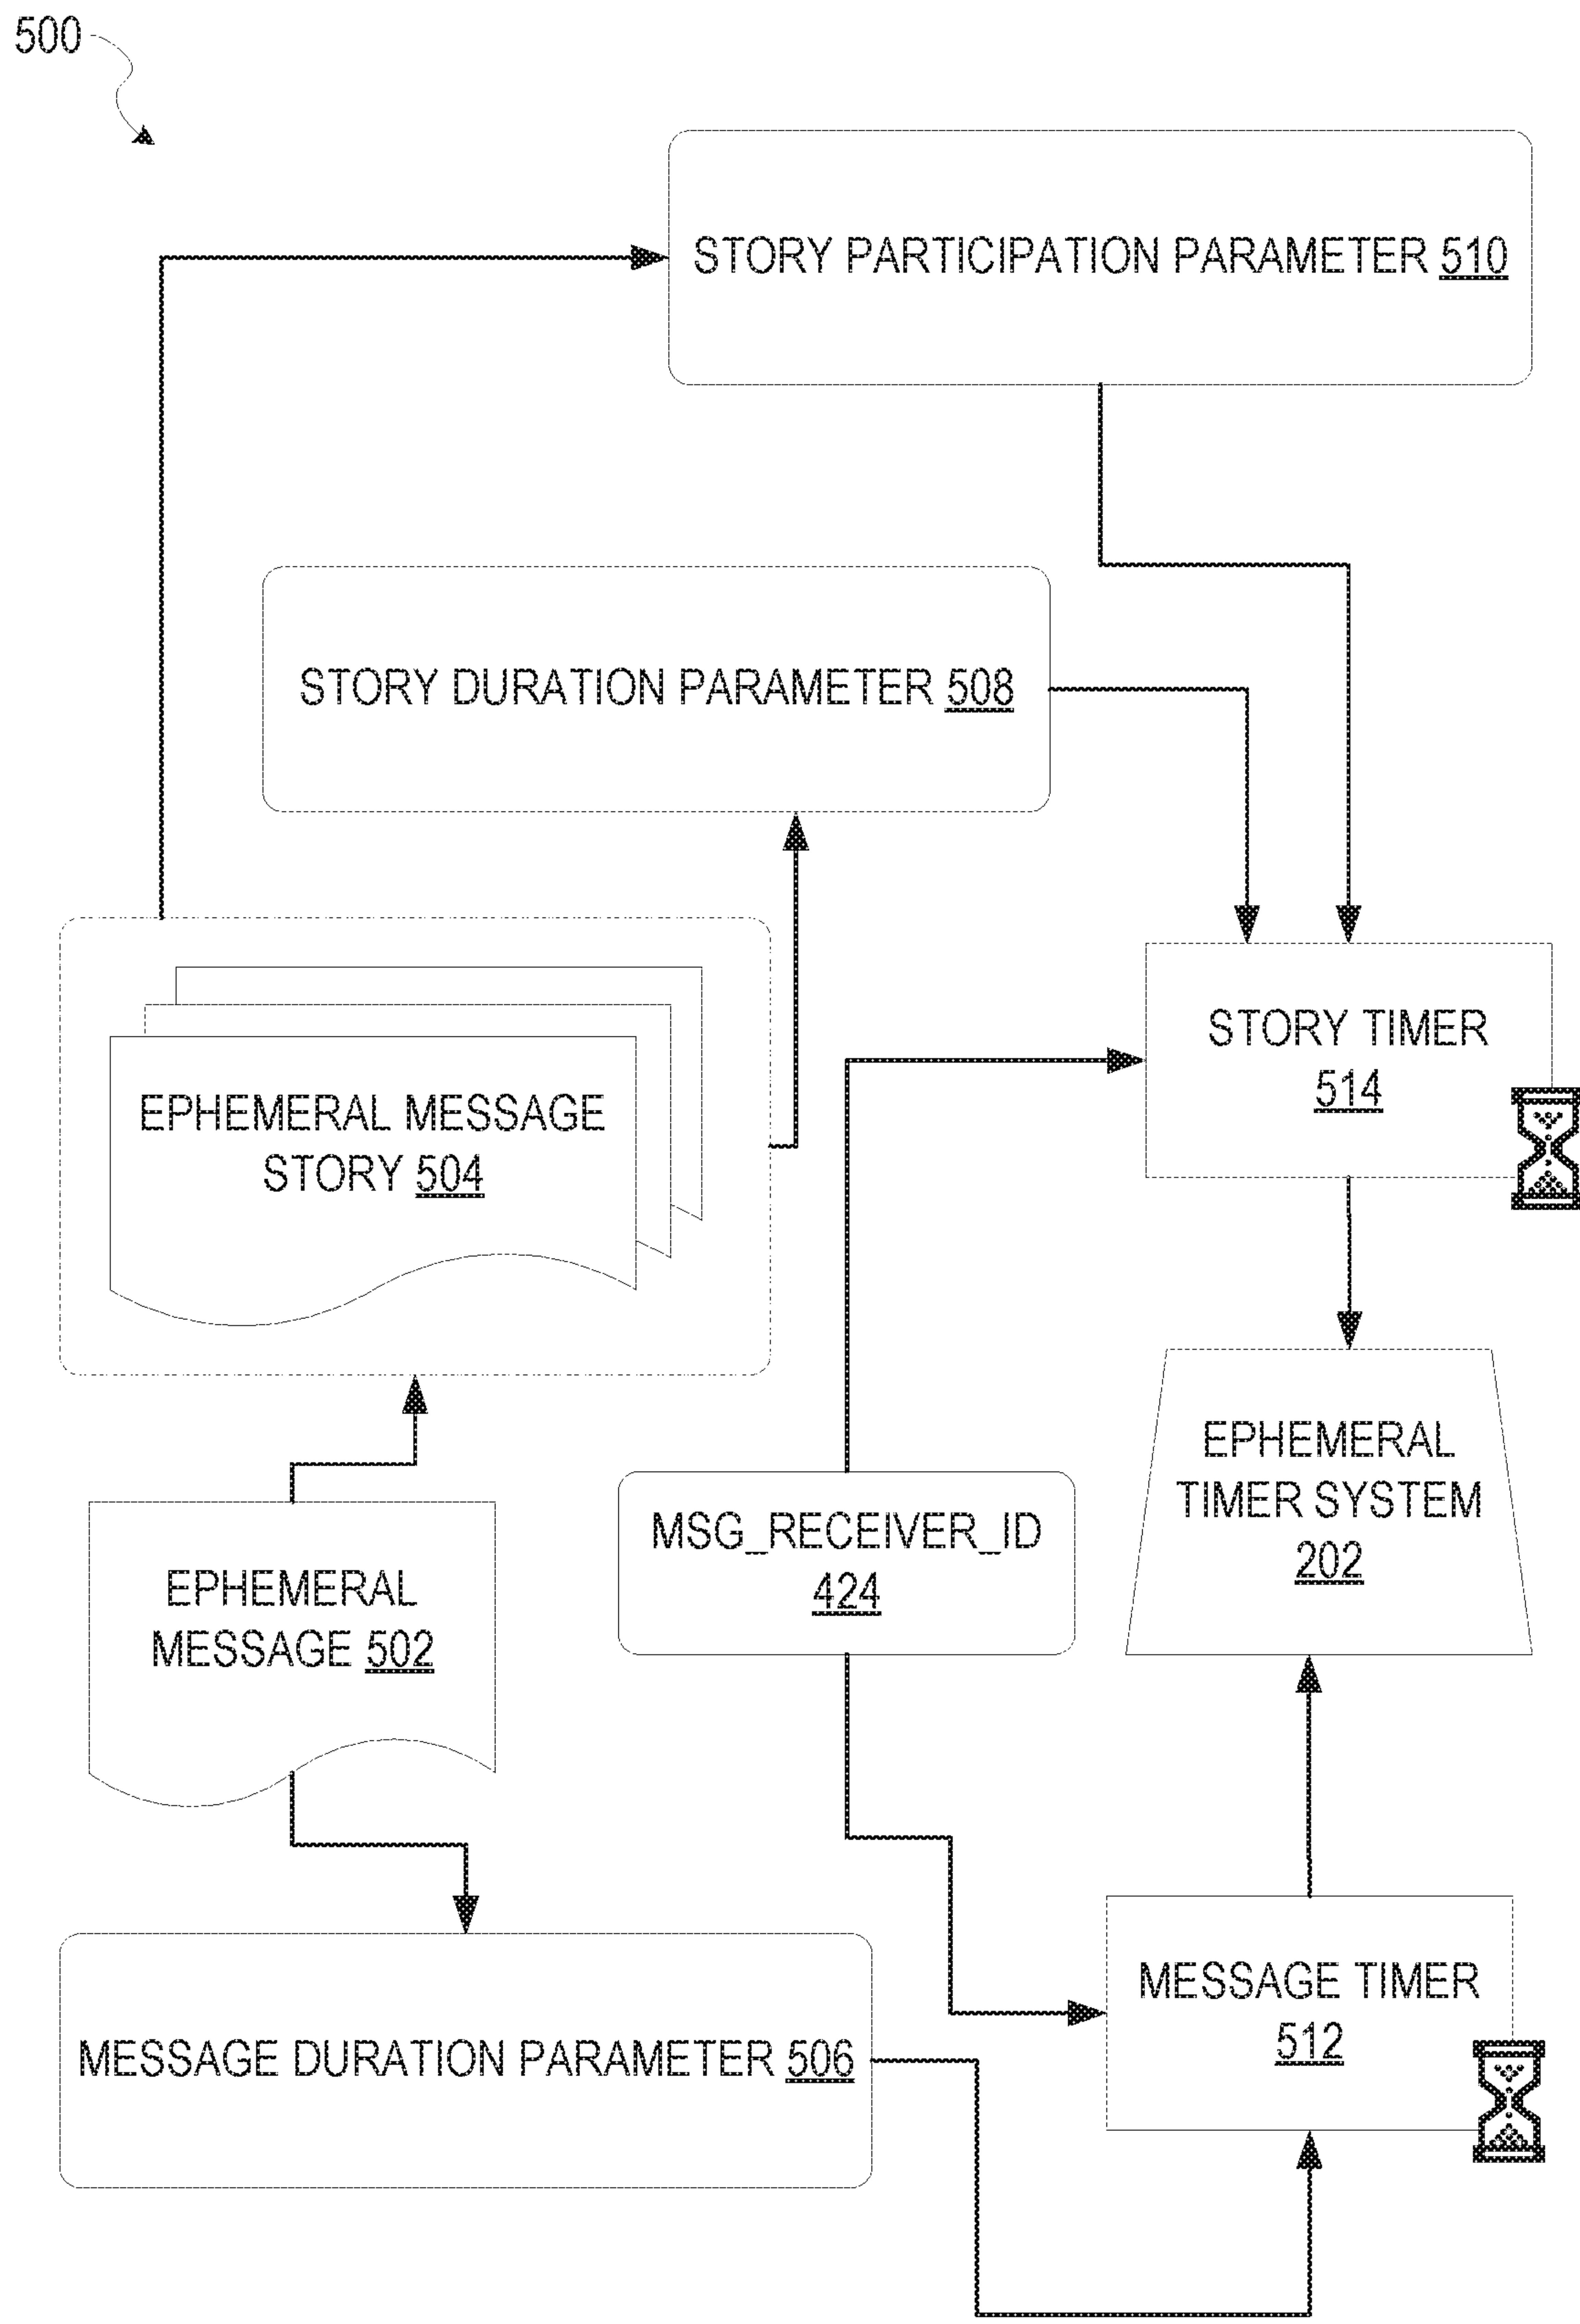 500
STORY PARTICIPATION PARAMETER 510
STORY DURATION PARAMETER 508
STORY TIMER
514
EPHEMERAL MESSAGE
STORY 504
EPHEMERAL
TIMER SYSTEM
202
MSG_RECEIVER_ID
424
EPHEMERAL
MESSAGE 502
MESSAGE TIMER
512
MESSAGE DURATION PARAMETER 506